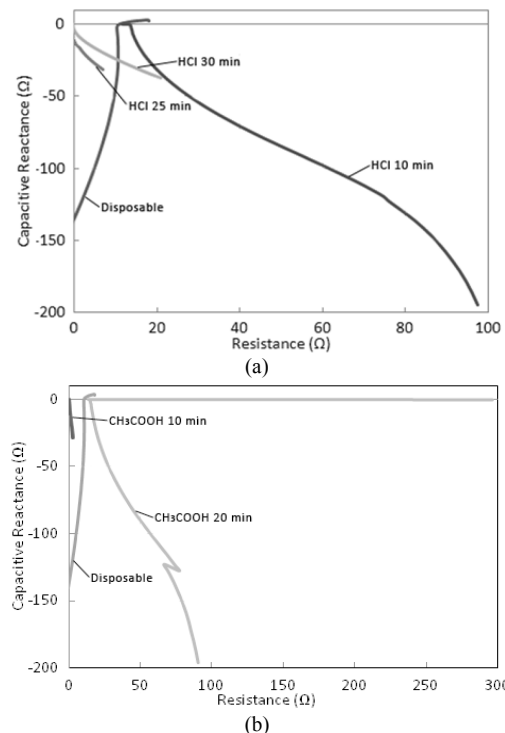 0
-50
-100
-150
-200
Capacitive Reactance (Ω)
HCl 30 min
HCl 25 min
HCl 10 min
Disposable
0 20 40 60 80 100
Resistance (Ω)
(a)
0
-50
-100
-150
-200
Capacitive Reactance (Ω)
CH₃COOH 10 min
CH₃COOH 20 min
Disposable
0 50 100 150 200 250 300
Resistance (Ω)
(b)